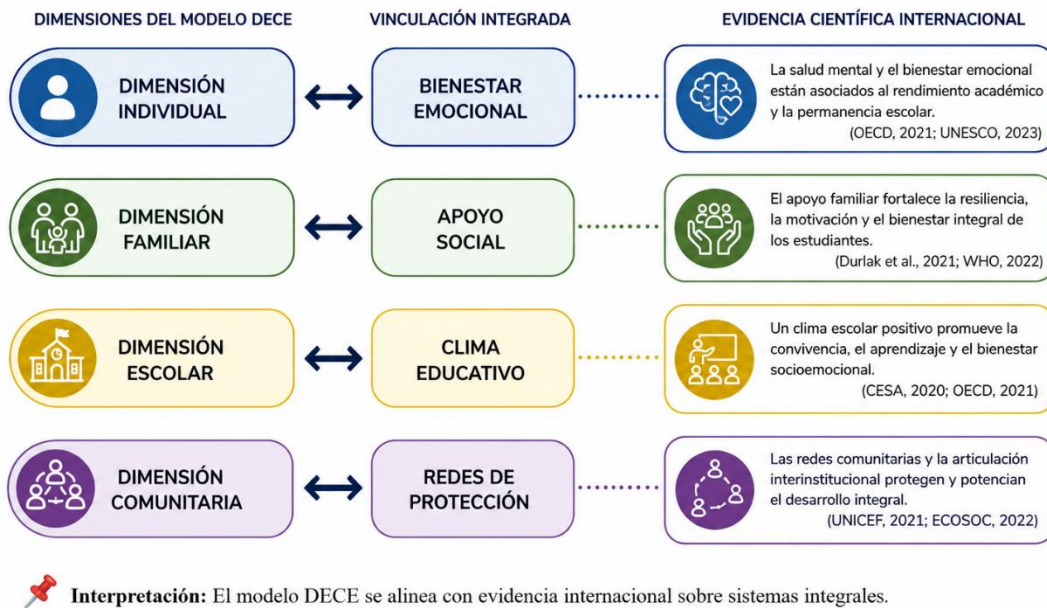 DIMENSIONES DEL MODELO DECE
VINCULACIÓN INTEGRADA
EVIDENCIA CIENTÍFICA INTERNACIONAL
DIMENSIÓN
INDIVIDUAL
BIENESTAR
EMOCIONAL
La salud mental y el bienestar emocional
están asociados al rendimiento académico
y la permanencia escolar.
(OECD, 2021; UNESCO, 2023)
DIMENSIÓN
FAMILIAR
APOYO
SOCIAL
El apoyo familiar fortalece la resiliencia,
la motivación y el bienestar integral de
los estudiantes.
(Durlak et al., 2021; WHO, 2022)
DIMENSIÓN
ESCOLAR
CLIMA
EDUCATIVO
Un clima escolar positivo promueve la
convivencia, el aprendizaje y el bienestar
socioemocional.
(CESA, 2020; OECD, 2021)
DIMENSIÓN
COMUNITARIA
REDES DE
PROTECCIÓN
Las redes comunitarias y la articulación
interinstitucional protegen y potencian
el desarrollo integral.
(UNICEF, 2021; ECOSOC, 2022)
Interpretación: El modelo DECE se alinea con evidencia internacional sobre sistemas integrales.